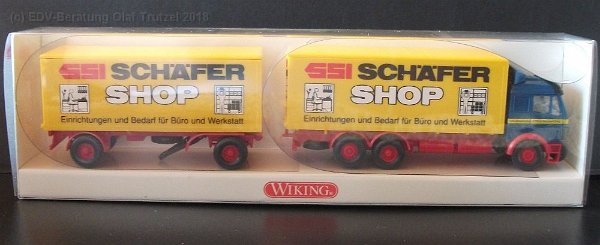 (c) EDV-Beratung Olaf Trutzel 2018
SSI SCHÄFER
SHOP
Einrichtungen und Bedarf für Büro und Werkstatt
SSI SCHÄFER
SHOP
Einrichtungen und Bedarf für Büro und Werkstatt
WIKING